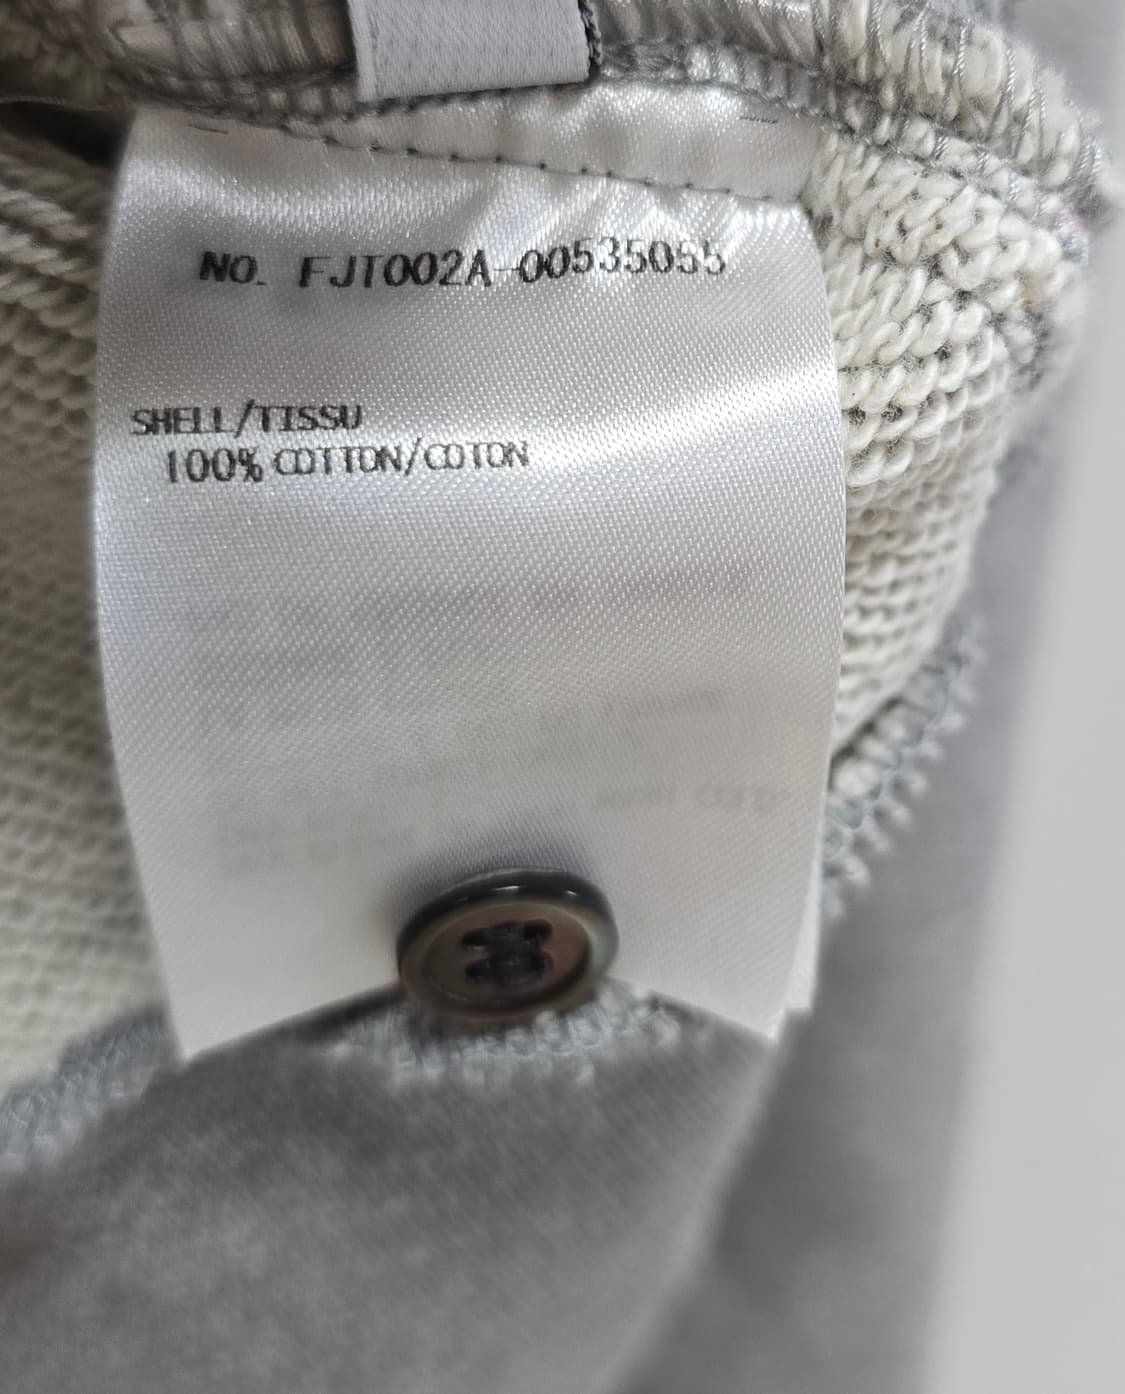 NO. FJT002A-00535055
SHELL/TISSU
100% COTTON/COTON